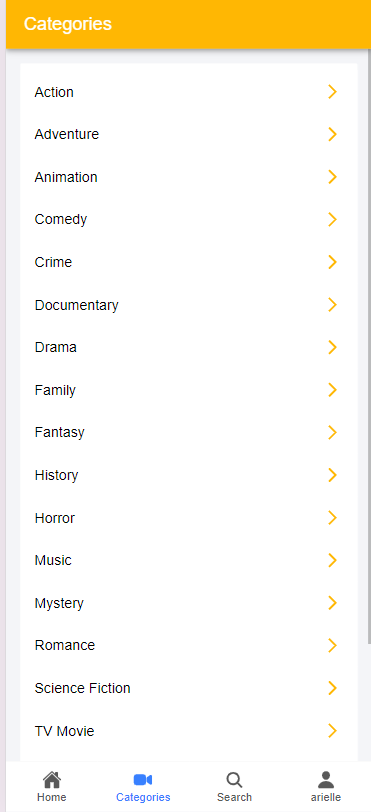 Categories
Action
Adventure
Animation
Comedy
Crime
Documentary
Drama
Family
Fantasy
History
Horror
Music
Mystery
Romance
Science Fiction
TV Movie
Home
Categories
Search
arielle